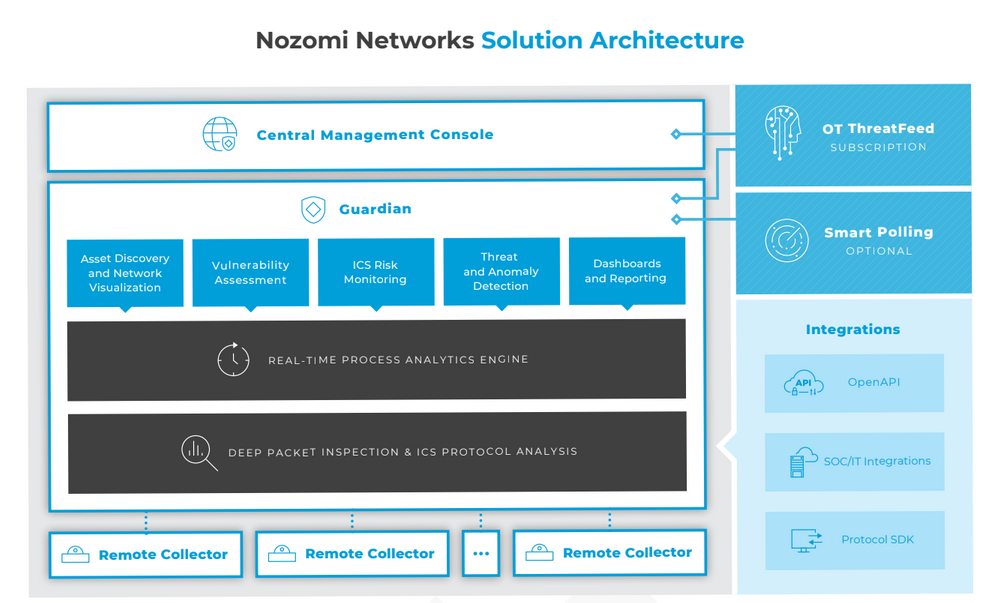 Nozomi Networks Solution Architecture
Central Management Console
OT ThreatFeed
SUBSCRIPTION
Guardian
Smart Polling
OPTIONAL
Asset Discovery
and Network
Visualization
Vulnerability
Assessment
ICS Risk
Monitoring
Threat
and Anomaly
Detection
Dashboards
and Reporting
REAL-TIME PROCESS ANALYTICS ENGINE
DEEP PACKET INSPECTION & ICS PROTOCOL ANALYSIS
Integrations
API
OpenAPI
SOC/IT Integrations
Protocol SDK
Remote Collector
Remote Collector
...
Remote Collector